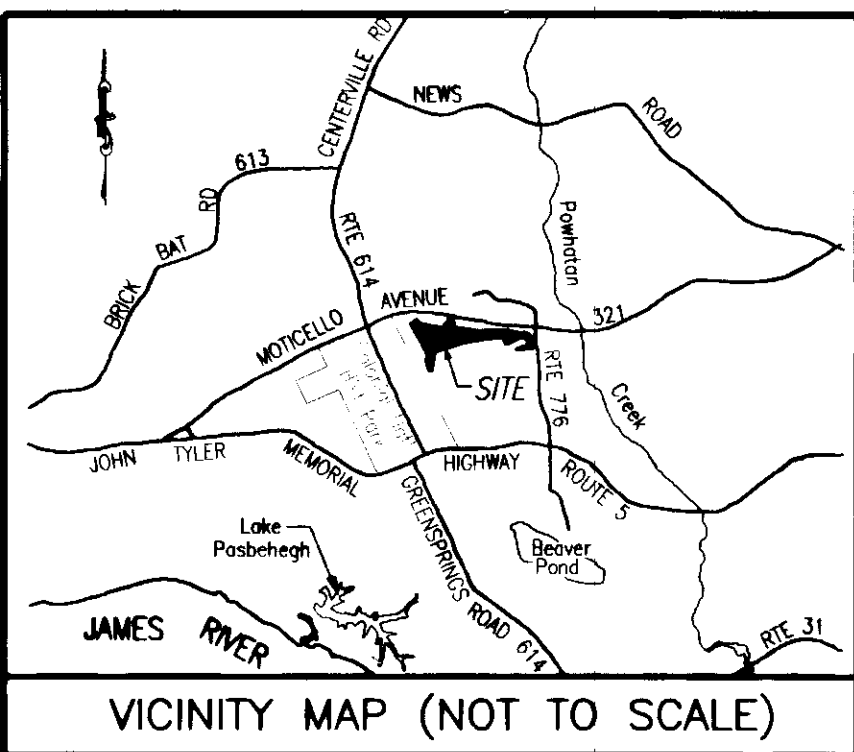 CENTERVILLE RD
NEWS
ROAD
613
BRICK BAT RD
RTE 614
Powhatan
Creek
MOTICELLO
AVENUE
321
SITE
RTE 776
JOHN TYLER
MEMORIAL
HIGHWAY
ROUTE 5
GREENSPRINGS ROAD 614
Lake
Pasbehegh
Beaver
Pond
JAMES RIVER
RTE 31
VICINITY MAP (NOT TO SCALE)